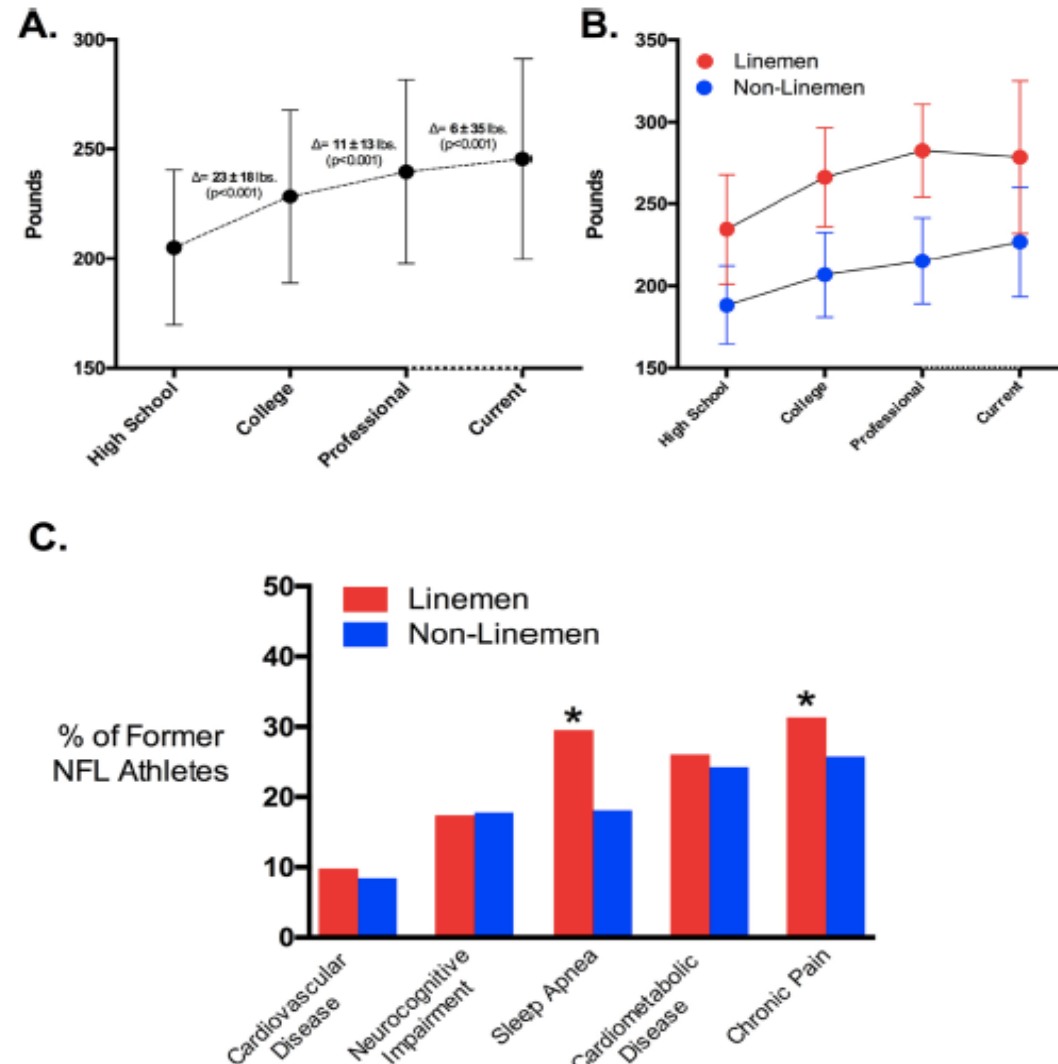 A.
300
250
200
150
Pounds
Δ= 23 ± 18 lbs.
(p<0.001)
Δ= 11 ± 13 lbs.
(p<0.001)
Δ= 6 ± 35 lbs.
(p<0.001)
High School
College
Professional
Current
B.
350
300
250
200
150
Pounds
Linemen
Non-Linemen
High School
College
Professional
Current
C.
50
40
30
20
10
0
% of Former
NFL Athletes
Linemen
Non-Linemen
*
*
Cardiovascular
Disease
Neurocognitive
Impairment
Sleep Apnea
Cardiometabolic
Disease
Chronic Pain